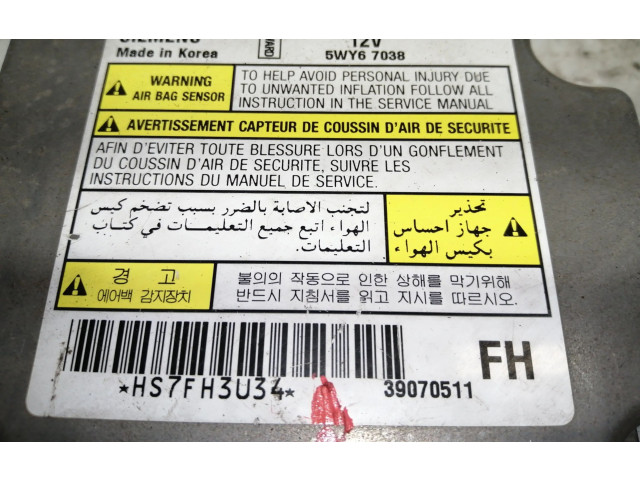 SIEMENS
12V
Made in Korea
5WY6 7038
WARNING
AIR BAG SENSOR
TO HELP AVOID PERSONAL INJURY DUE
TO UNWANTED INFLATION FOLLOW ALL
INSTRUCTION IN THE SERVICE MANUAL
AVERTISSEMENT CAPTEUR DE COUSSIN D'AIR DE SECURITE
AFIN D'EVITER TOUTE BLESSURE LORS D'UN GONFLEMENT
DU COUSSIN D'AIR DE SECURITE, SUIVRE LES
INSTRUCTIONS DU MANUEL DE SERVICE.
تحذير
جهاز احساس
بكيس الهواء
لتجنب الاصابة بالضرر بسبب تضخم كيس
الهواء اتبع جميع التعليمات في كتاب
التعليمات.
경 고
에어백 감지장치
불의의 작동으로 인한 상해를 막기위해
반드시 지침서를 읽고 지시를 따르시오.
*HS7FH3U34*
39070511
FH